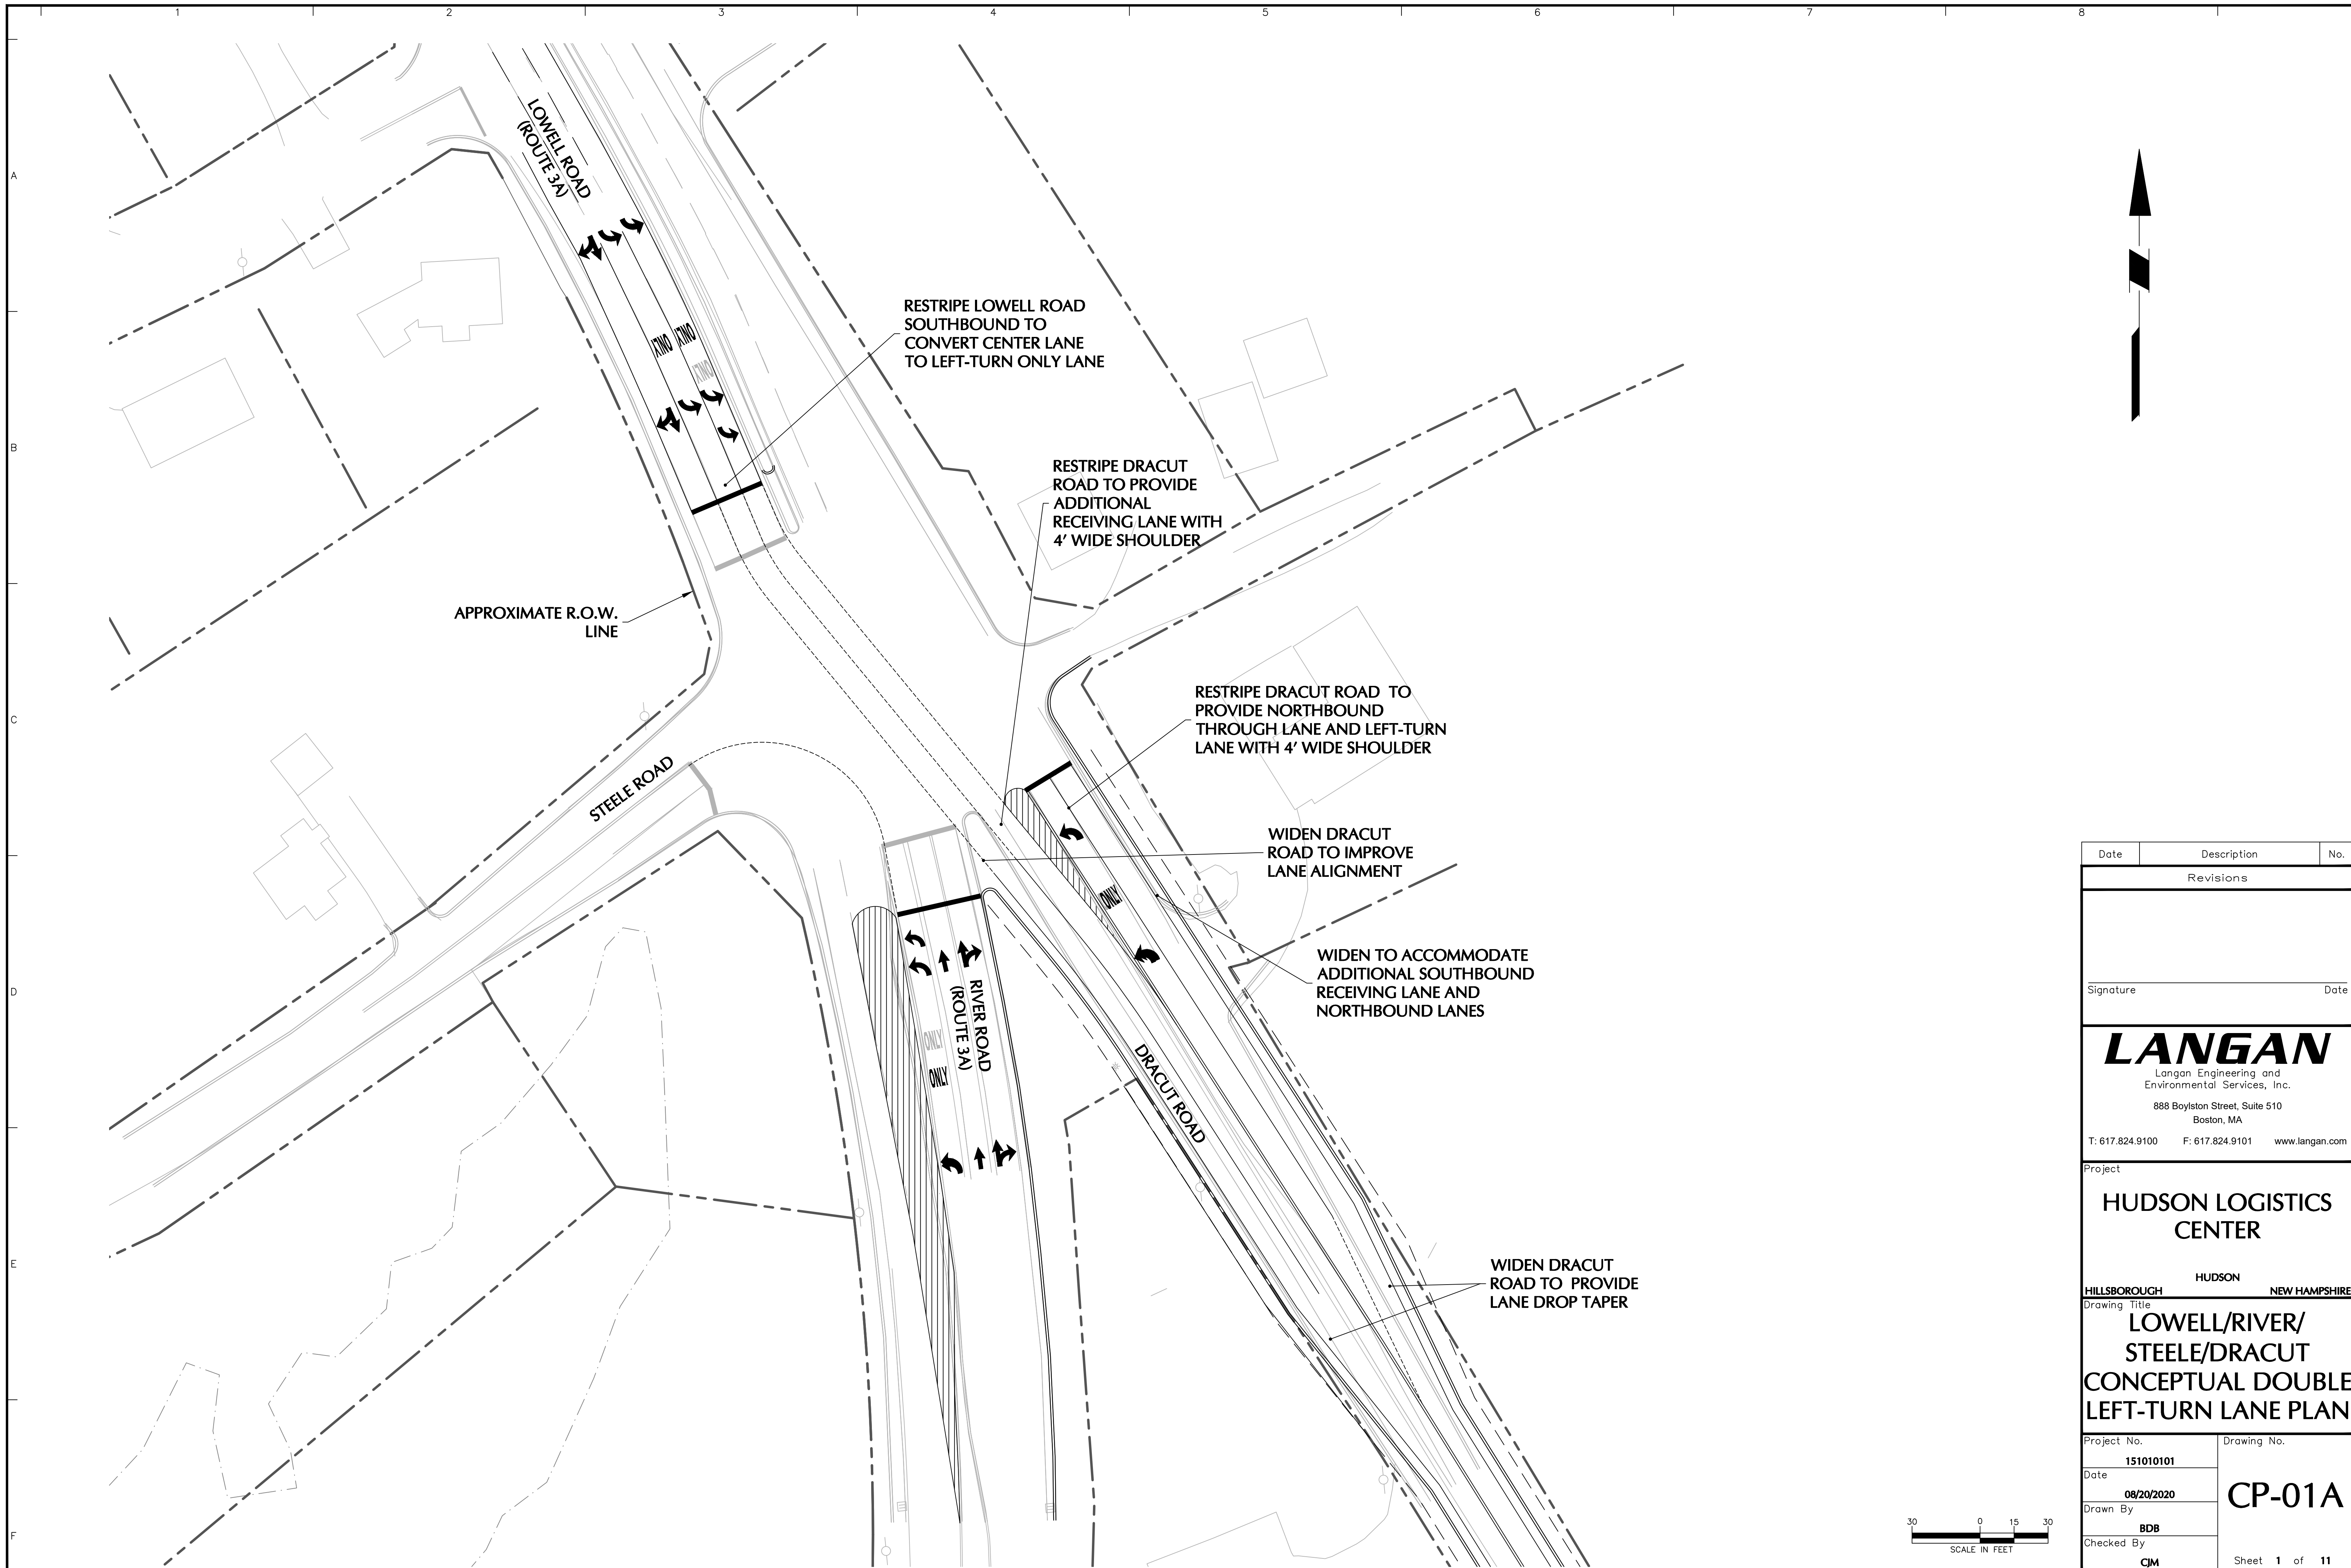 1 2 3 4 5 6 7 8
A
B
C
D
E
F
LOWELL ROAD
(ROUTE 3A)
ONLY
ONLY
ONLY
RESTRIPE LOWELL ROAD
SOUTHBOUND TO
CONVERT CENTER LANE
TO LEFT-TURN ONLY LANE
RESTRIPE DRACUT
ROAD TO PROVIDE
ADDITIONAL
RECEIVING LANE WITH
4' WIDE SHOULDER
APPROXIMATE R.O.W.
LINE
RESTRIPE DRACUT ROAD TO
PROVIDE NORTHBOUND
THROUGH LANE AND LEFT-TURN
LANE WITH 4' WIDE SHOULDER
STEELE ROAD
WIDEN DRACUT
ROAD TO IMPROVE
LANE ALIGNMENT
ONLY
WIDEN TO ACCOMMODATE
ADDITIONAL SOUTHBOUND
RECEIVING LANE AND
NORTHBOUND LANES
RIVER ROAD
(ROUTE 3A)
ONLY
ONLY
DRACUT ROAD
WIDEN DRACUT
ROAD TO PROVIDE
LANE DROP TAPER
30 0 15 30
SCALE IN FEET
Date Description No.
Revisions
Signature Date
LANGAN
Langan Engineering and
Environmental Services, Inc.
888 Boylston Street, Suite 510
Boston, MA
T: 617.824.9100 F: 617.824.9101 www.langan.com
Project
HUDSON LOGISTICS
CENTER
HUDSON
HILLSBOROUGH NEW HAMPSHIRE
Drawing Title
LOWELL/RIVER/
STEELE/DRACUT
CONCEPTUAL DOUBLE
LEFT-TURN LANE PLAN
Project No.
151010101
Date
08/20/2020
Drawn By
BDB
Checked By
CJM
Drawing No.
CP-01A
Sheet 1 of 11